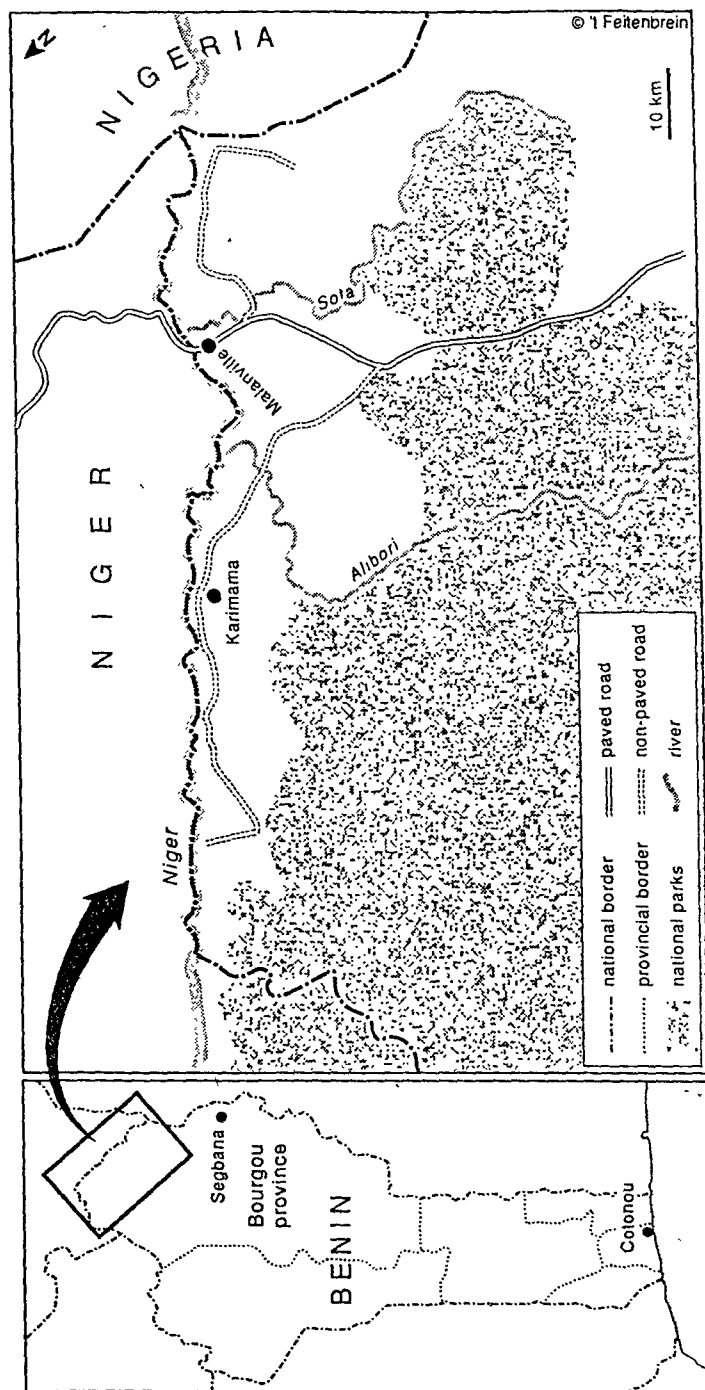 © 't Feitenbrein
N
NIGERIA
NIGER
10 km
Sota
Malanville
Alibori
Karimama
Niger
national border
provincial border
national parks
paved road
non-paved road
river
Segbana
Bourgou
province
BENIN
Cotonou